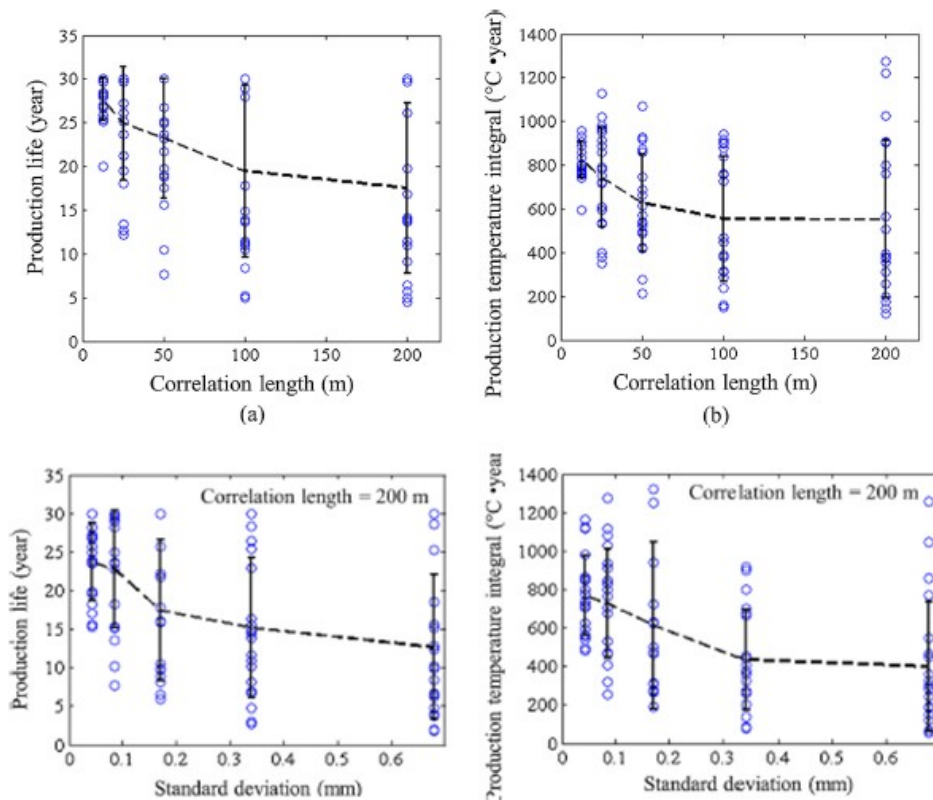 35
30
25
20
15
10
5
0
Production life (year)
0 50 100 150 200
Correlation length (m)
(a)
1400
1200
1000
800
600
400
200
0
Production temperature integral (°C •year)
0 50 100 150 200
Correlation length (m)
(b)
35
30
25
20
15
10
5
0
Production life (year)
Correlation length = 200 m
0 0.1 0.2 0.3 0.4 0.5 0.6
Standard deviation (mm)
1400
1200
1000
800
600
400
200
0
Production temperature integral (°C •year
Correlation length = 200 m
0 0.1 0.2 0.3 0.4 0.5 0.6
Standard deviation (mm)